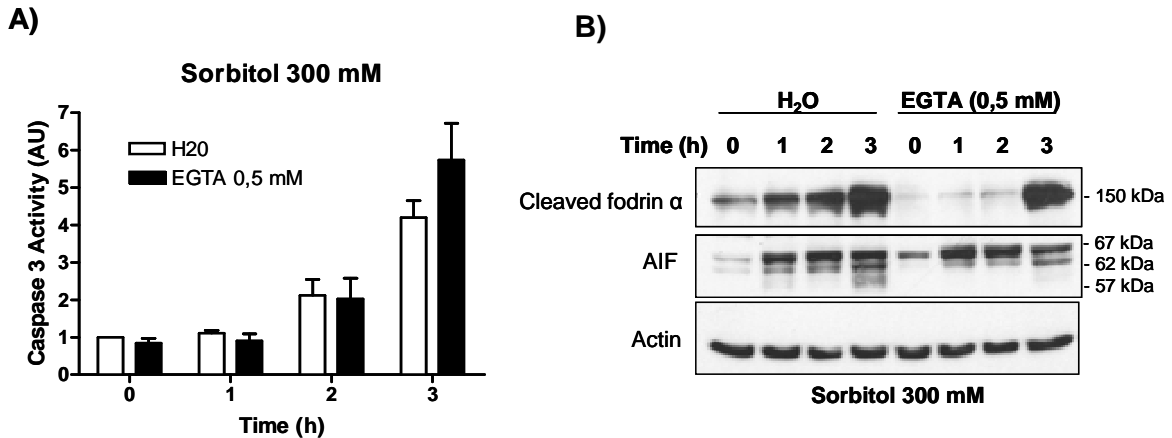 A)
Sorbitol 300 mM
Caspase 3 Activity (AU)
7
6
5
4
3
2
1
0
H20
EGTA 0,5 mM
0 1 2 3
Time (h)
B)
H₂O EGTA (0,5 mM)
Time (h) 0 1 2 3 0 1 2 3
Cleaved fodrin α - 150 kDa
AIF
- 67 kDa
- 62 kDa
- 57 kDa
Actin
Sorbitol 300 mM